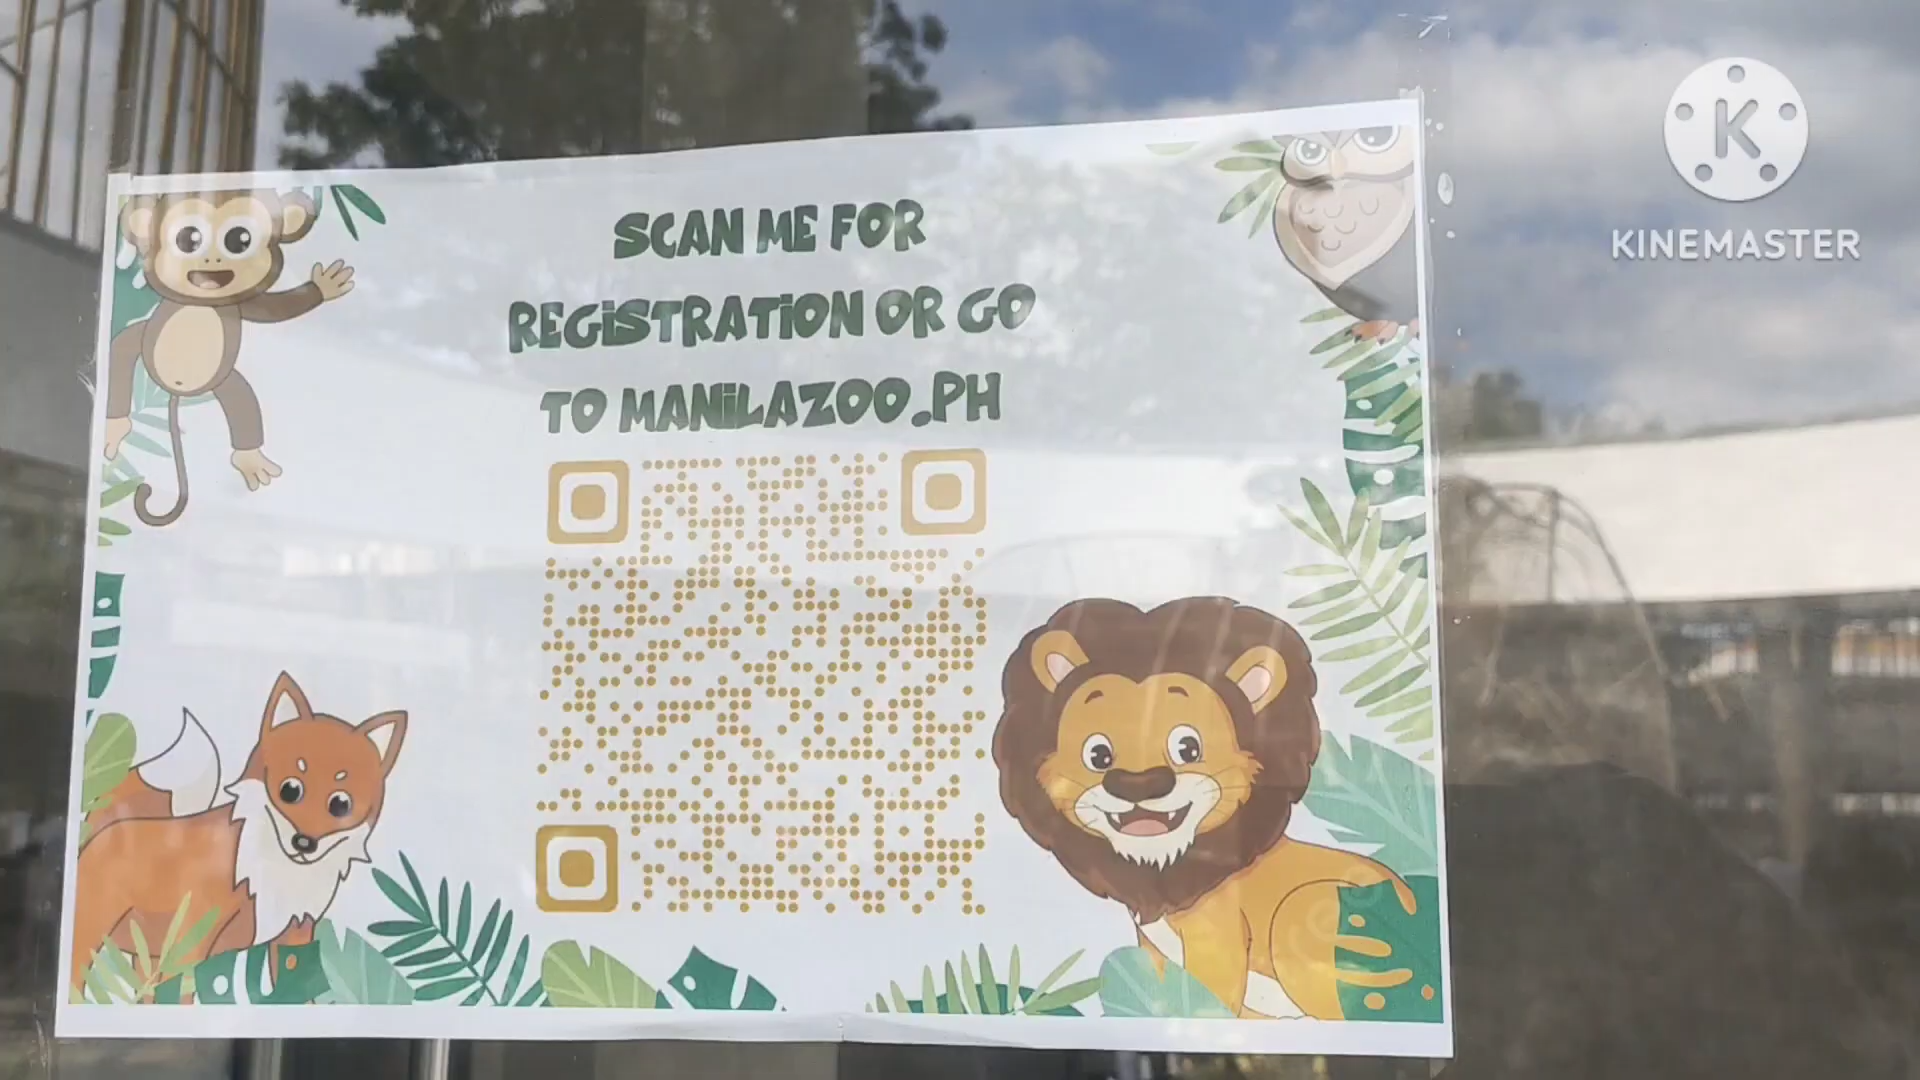 SCAN ME FOR
REGiSTRATiON OR GO
TO MANiLAZOO.PH
K
KINEMASTER